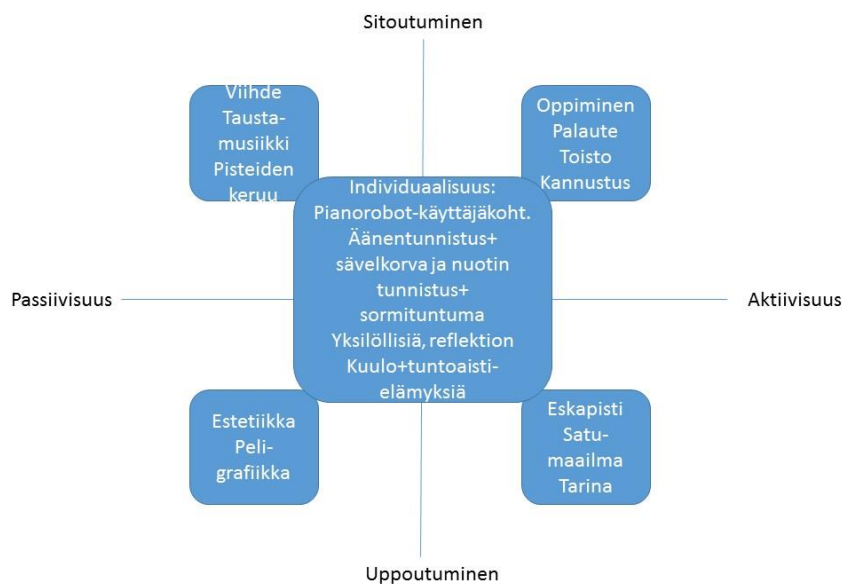 Sitoutuminen
Viihde
Tausta-
musiikki
Pisteiden
keruu
Oppiminen
Palaute
Toisto
Kannustus
Individuaalisuus:
Pianorobot-käyttäjäkoht.
Äänentunnistus+
sävelkorva ja nuotin
tunnistus+
sormituntuma
Yksilöllisiä, reflektion
Kuulo+tuntoaisti-
elämyksiä
Passiivisuus
Aktiivisuus
Estetiikka
Peli-
grafiikka
Eskapisti
Satu-
maailma
Tarina
Uppoutuminen